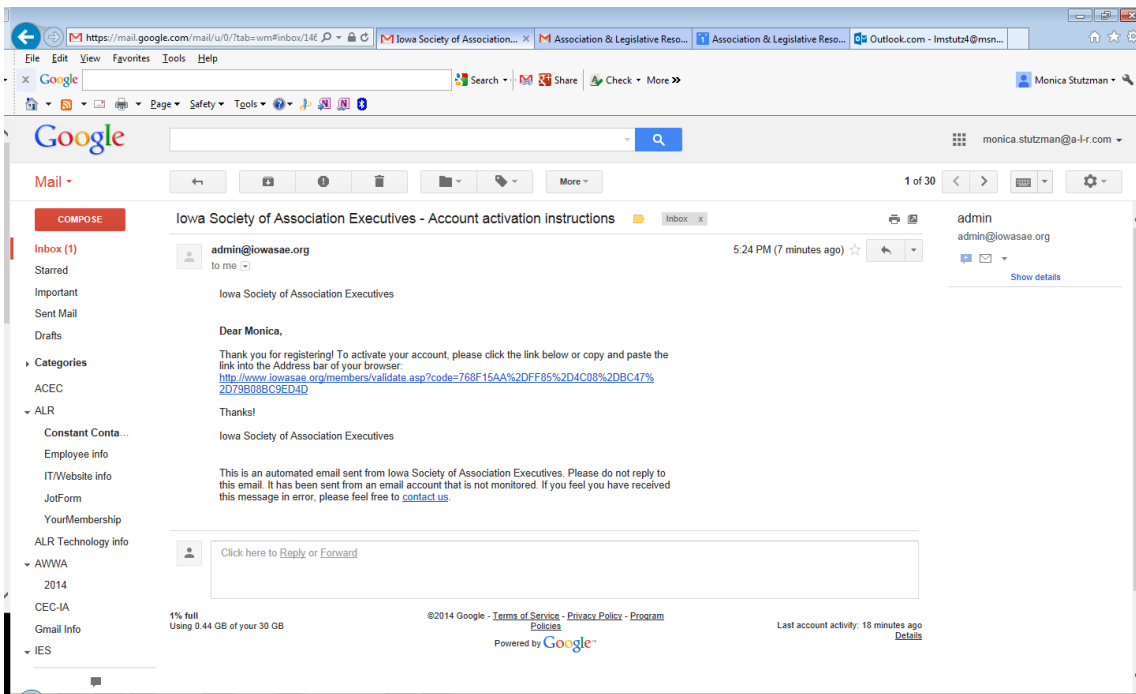 https://mail.google.com/mail/u/0/?tab=wm#inbox/146
Iowa Society of Association... ×
Association & Legislative Reso...
Association & Legislative Reso...
Outlook.com - lmstutz4@msn...
File Edit View Favorites Tools Help
x Google Search Share Check More »
Monica Stutzman
Page Safety Tools
Google
monica.stutzman@a-l-r.com
Mail
More
1 of 30
COMPOSE
Inbox (1)
Starred
Important
Sent Mail
Drafts
Categories
ACEC
ALR
Constant Conta...
Employee info
IT/Website info
JotForm
YourMembership
ALR Technology info
AWWA
2014
CEC-IA
Gmail Info
IES
Iowa Society of Association Executives - Account activation instructions Inbox x
admin@iowasae.org
5:24 PM (7 minutes ago)
to me
Iowa Society of Association Executives
Dear Monica,
Thank you for registering! To activate your account, please click the link below or copy and paste the
link into the Address bar of your browser:
http://www.iowasae.org/members/validate.asp?code=768F15AA%2DFF85%2D4C08%2DBC47%
2D79B08BC9ED4D
Thanks!
Iowa Society of Association Executives
This is an automated email sent from Iowa Society of Association Executives. Please do not reply to
this email. It has been sent from an email account that is not monitored. If you feel you have received
this message in error, please feel free to contact us.
Click here to Reply or Forward
1% full
Using 0.44 GB of your 30 GB
©2014 Google - Terms of Service - Privacy Policy - Program
Policies
Powered by Google™
Last account activity: 18 minutes ago
Details
admin
admin@iowasae.org
Show details